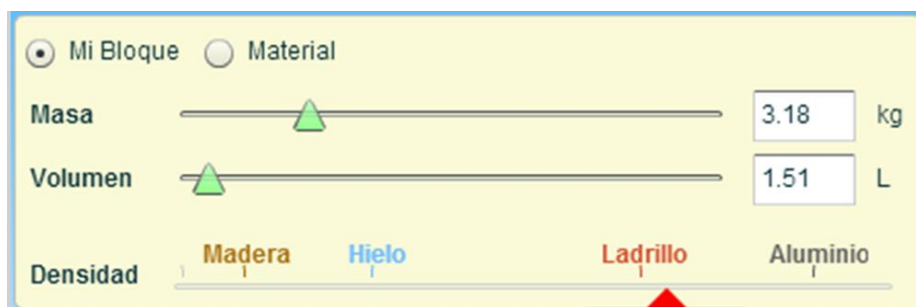 Mi Bloque Material
Masa 3.18 kg
Volumen 1.51 L
Madera Hielo Ladrillo Aluminio
Densidad